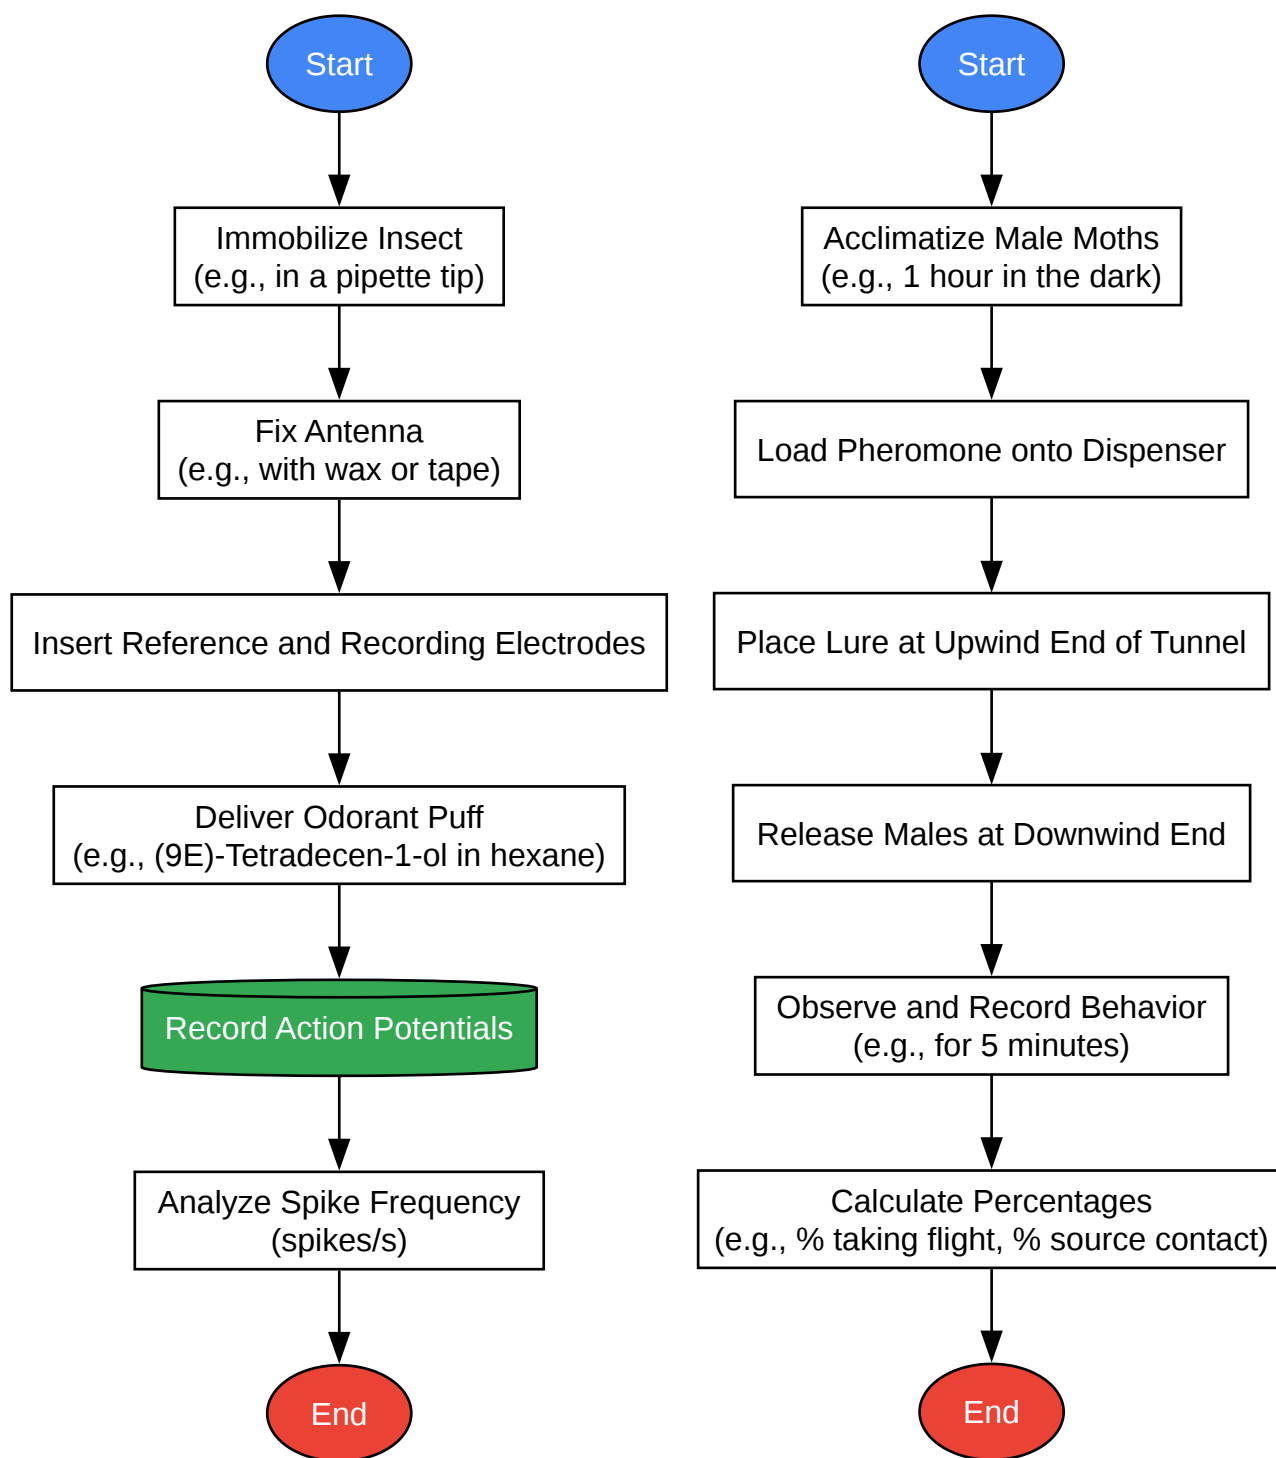 Start
Immobilize Insect
(e.g., in a pipette tip)
Fix Antenna
(e.g., with wax or tape)
Insert Reference and Recording Electrodes
Deliver Odorant Puff
(e.g., (9E)-Tetradecen-1-ol in hexane)
Record Action Potentials
Analyze Spike Frequency
(spikes/s)
End
Start
Acclimatize Male Moths
(e.g., 1 hour in the dark)
Load Pheromone onto Dispenser
Place Lure at Upwind End of Tunnel
Release Males at Downwind End
Observe and Record Behavior
(e.g., for 5 minutes)
Calculate Percentages
(e.g., % taking flight, % source contact)
End